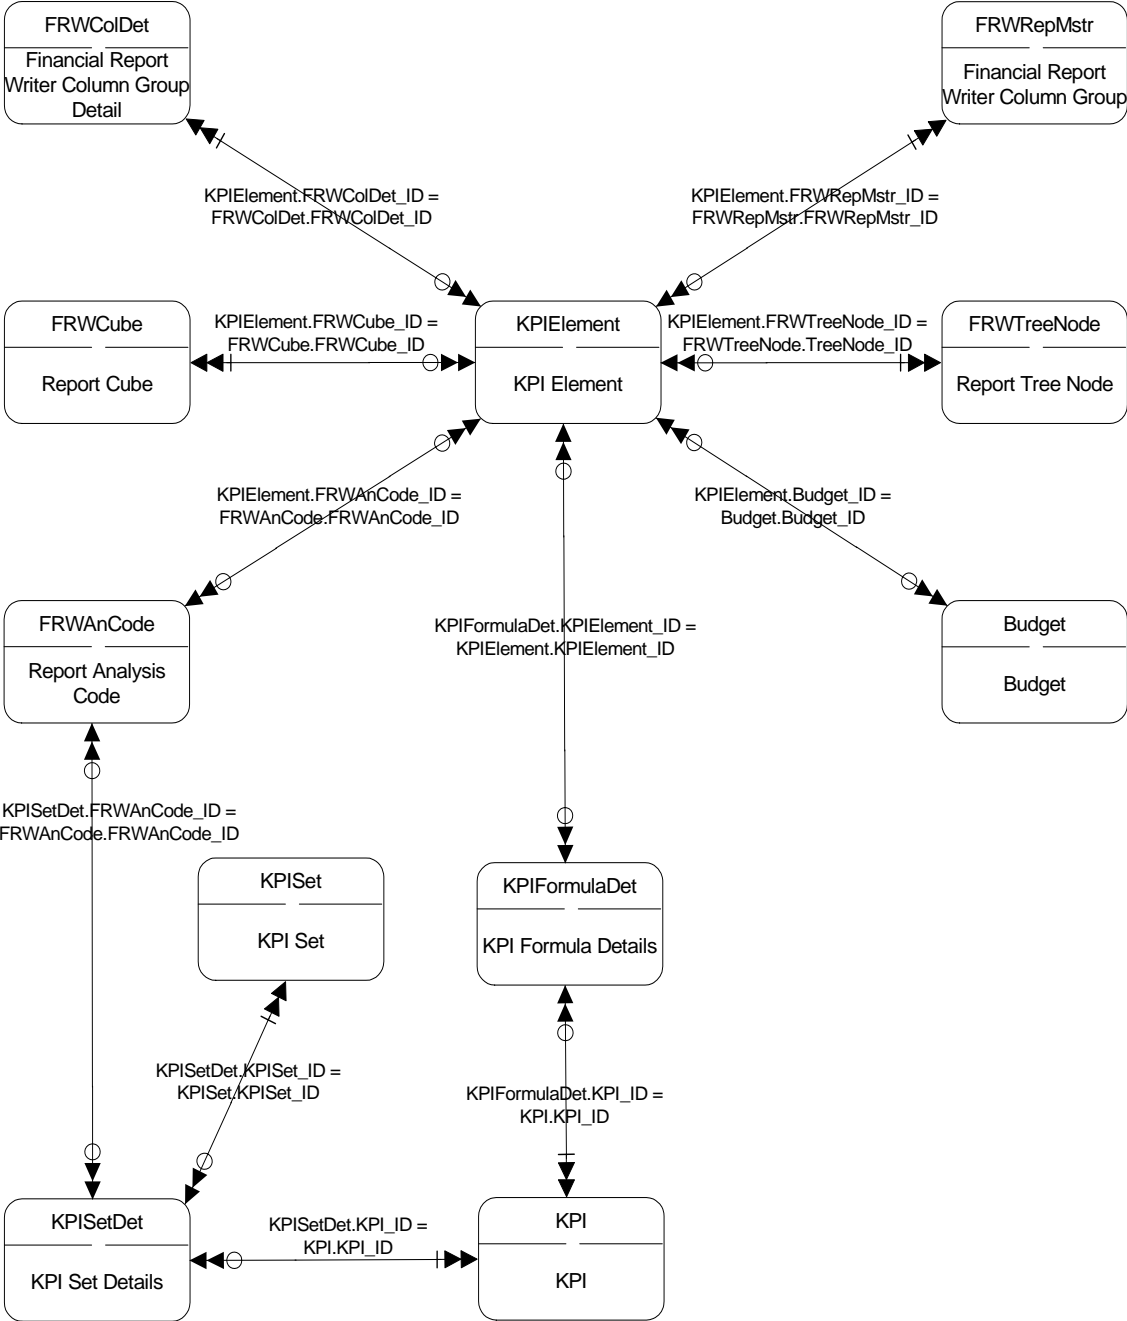 FRWColDet
Financial Report
Writer Column Group
Detail
FRWRepMstr
Financial Report
Writer Column Group
KPIElement.FRWColDet_ID =
FRWColDet.FRWColDet_ID
KPIElement.FRWRepMstr_ID =
FRWRepMstr.FRWRepMstr_ID
FRWCube
Report Cube
KPIElement.FRWCube_ID =
FRWCube.FRWCube_ID
KPIElement
KPI Element
KPIElement.FRWTreeNode_ID =
FRWTreeNode.TreeNode_ID
FRWTreeNode
Report Tree Node
KPIElement.FRWAnCode_ID =
FRWAnCode.FRWAnCode_ID
KPIElement.Budget_ID =
Budget.Budget_ID
FRWAnCode
Report Analysis
Code
KPIFormulaDet.KPIElement_ID =
KPIElement.KPIElement_ID
Budget
Budget
KPISetDet.FRWAnCode_ID =
FRWAnCode.FRWAnCode_ID
KPISet
KPI Set
KPIFormulaDet
KPI Formula Details
KPISetDet.KPISet_ID =
KPISet.KPISet_ID
KPIFormulaDet.KPI_ID =
KPI.KPI_ID
KPISetDet
KPI Set Details
KPISetDet.KPI_ID =
KPI.KPI_ID
KPI
KPI